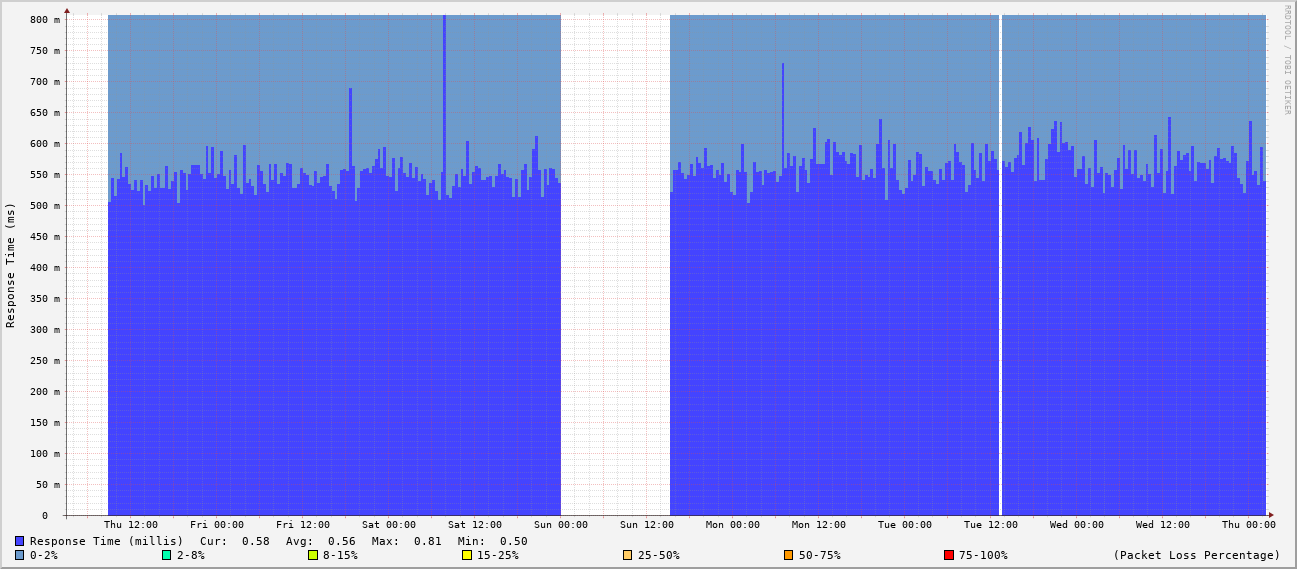 RRDTOOL / TOBI OETIKER
Response Time (ms)
800 m
750 m
700 m
650 m
600 m
550 m
500 m
450 m
400 m
350 m
300 m
250 m
200 m
150 m
100 m
50 m
0
Thu 12:00 Fri 00:00 Fri 12:00 Sat 00:00 Sat 12:00 Sun 00:00 Sun 12:00 Mon 00:00 Mon 12:00 Tue 00:00 Tue 12:00 Wed 00:00 Wed 12:00 Thu 00:00
Response Time (millis) Cur: 0.58 Avg: 0.56 Max: 0.81 Min: 0.50
0-2% 2-8% 8-15% 15-25% 25-50% 50-75% 75-100% (Packet Loss Percentage)